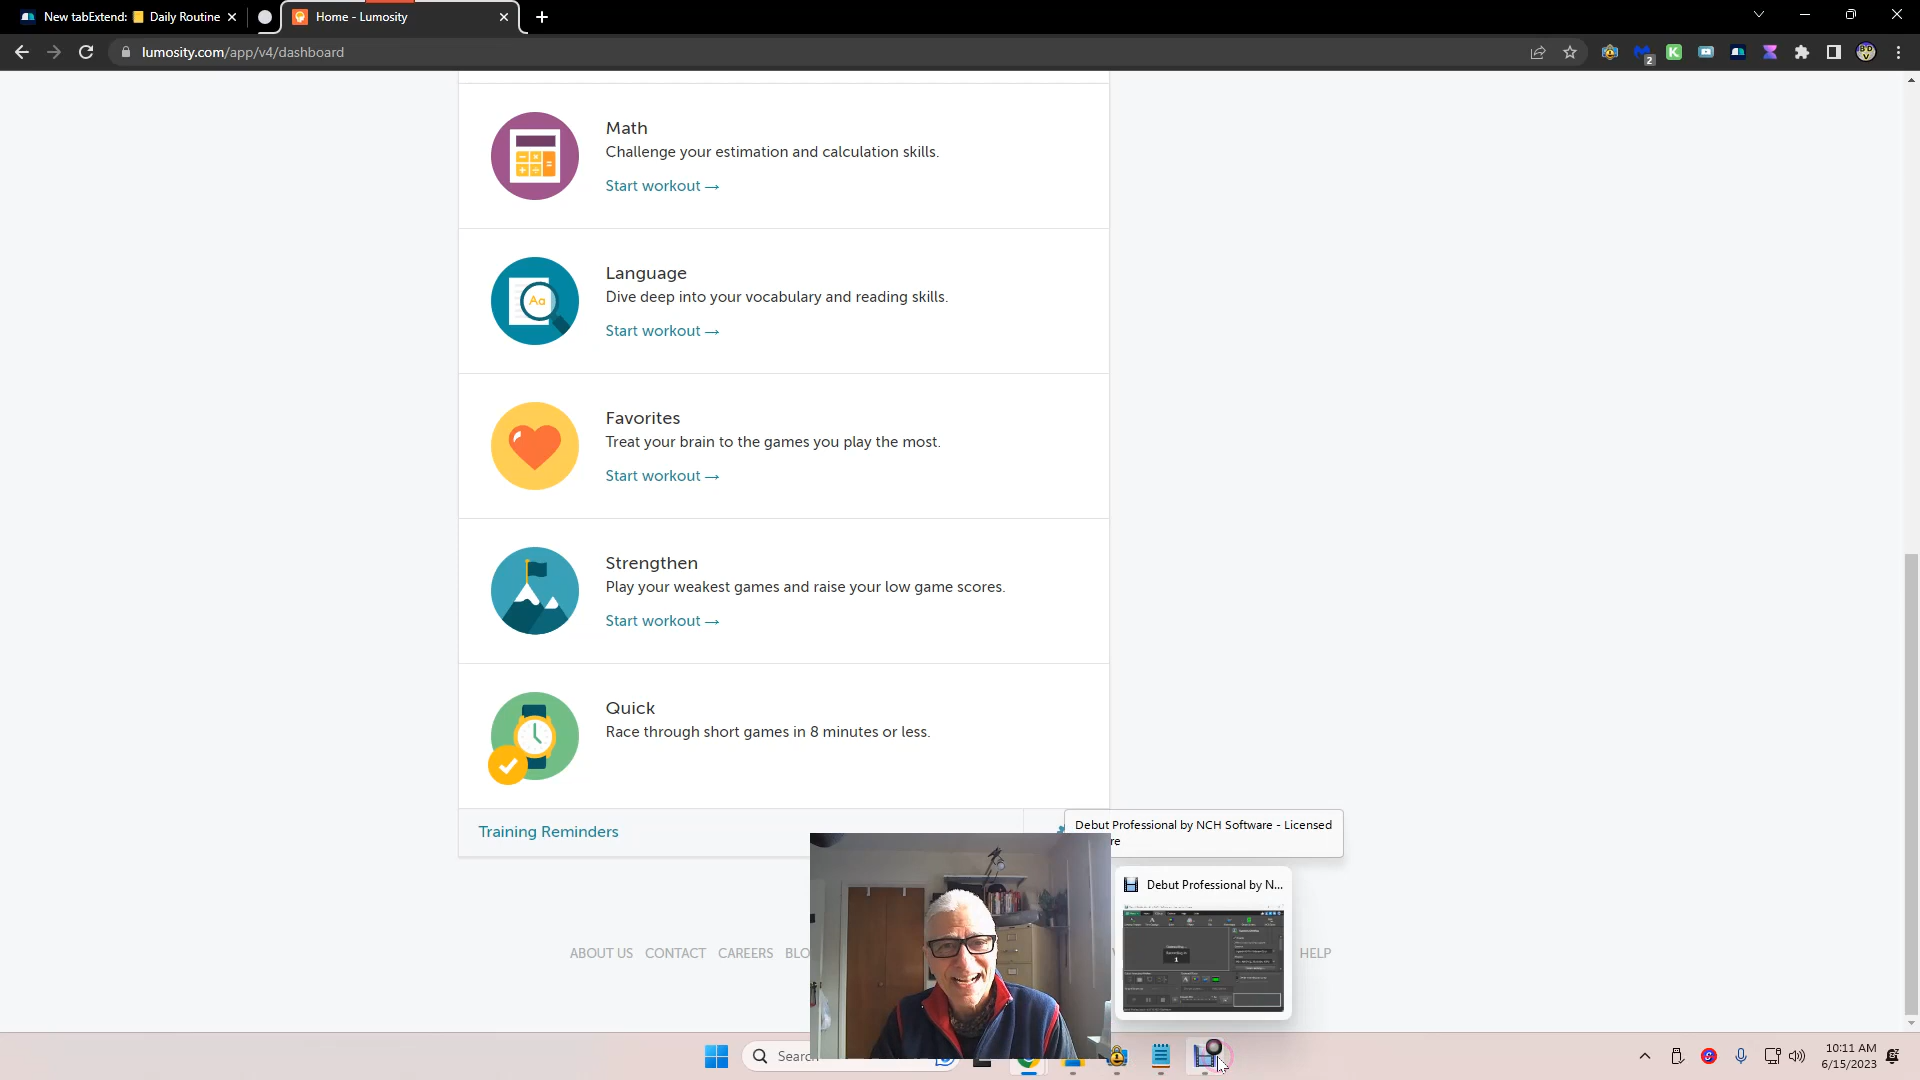 New tabExtend: 📒 Daily Routine
Home - Lumosity
lumosity.com/app/v4/dashboard
2
K
Math
Challenge your estimation and calculation skills.
Start workout →
Aa
Language
Dive deep into your vocabulary and reading skills.
Start workout →
Favorites
Treat your brain to the games you play the most.
Start workout →
Strengthen
Play your weakest games and raise your low game scores.
Start workout →
Quick
Race through short games in 8 minutes or less.
Training Reminders
Debut Professional by NCH Software - Licensed
re
Debut Professional by N...
ABOUT US CONTACT CAREERS BLO
HELP
Search
10:11 AM
6/15/2023